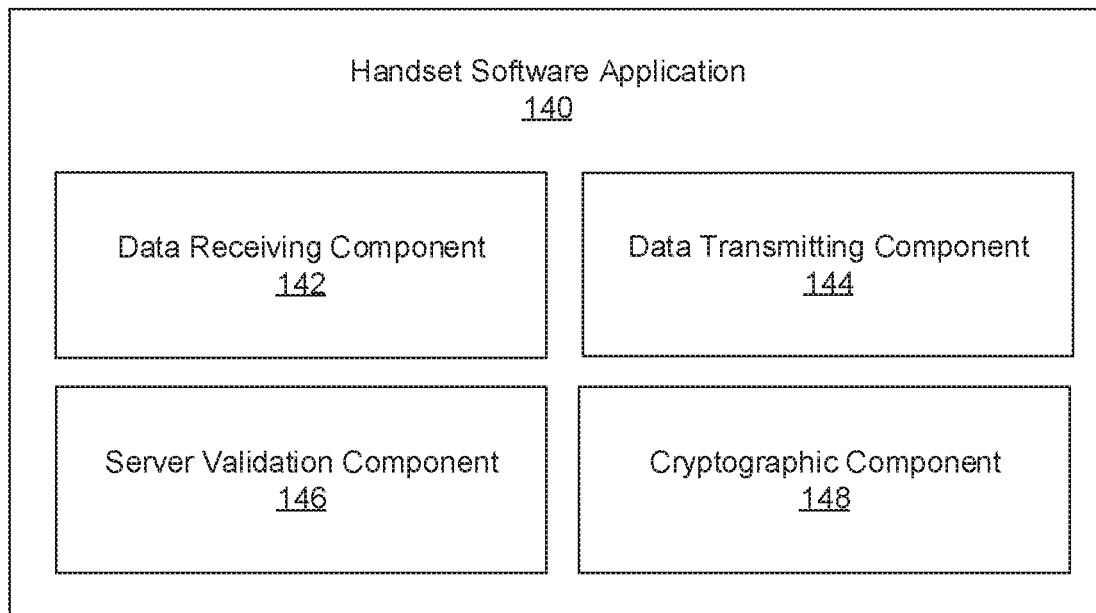 Handset Software Application
140
Data Receiving Component
142
Data Transmitting Component
144
Server Validation Component
146
Cryptographic Component
148